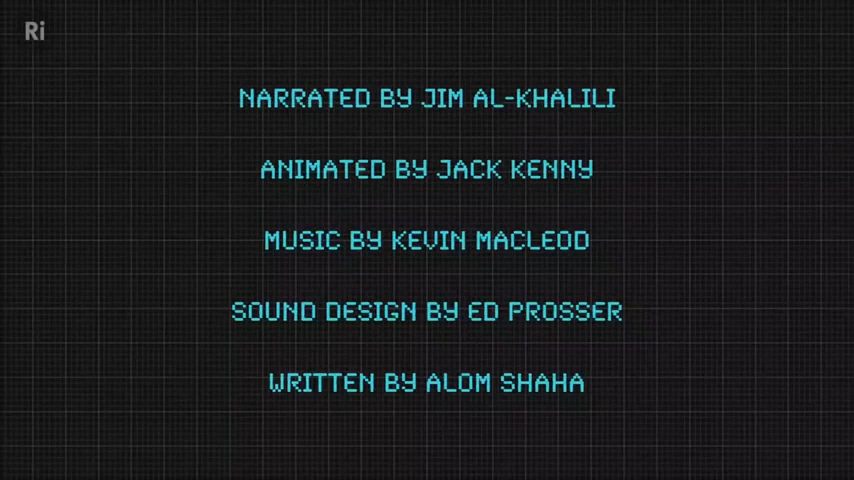 Ri
NARRATED BY JIM AL-KHALILI
ANIMATED BY JACK KENNY
MUSIC BY KEVIN MACLEOD
SOUND DESIGN BY ED PROSSER
WRITTEN BY ALOM SHAHA